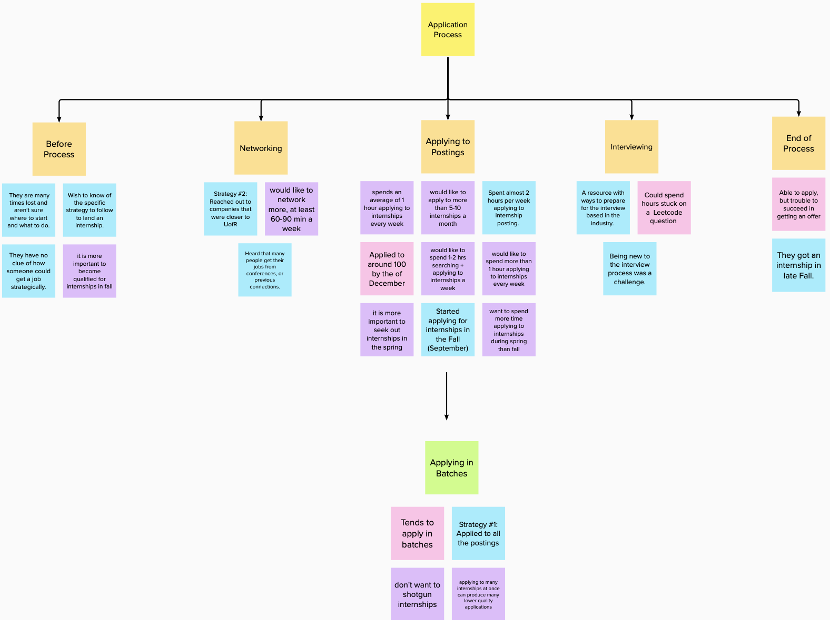 Application
Process
Before
Process
Networking
Applying to
Postings
Interviewing
End of
Process
They are many
times lost and
aren't sure
where to start
and what to do.
Wish to know of
the specific
strategy to follow
to land an
internship.
They have no
clue of how
someone could
get a job
strategically.
it is more
important to
become
qualified for
internships in fall
Strategy #2:
Reached out to
companies that
were closer to
UofR
would like to
network
more, at least
60-90 min a
week
Heard that many
people get their
jobs from
conferences, or
previous
connections.
spends an
average of 1
hour applying to
internships
every week
would like to
apply to more
than 5-10
internships a
month
Spent almost 2
hours per week
applying to
internship
posting.
Applied to
around 100
by the of
December
would like to
spend 1-2 hrs
searching +
applying to
internships a
week
would like to
spend more than
1 hour applying
to internships
every week
it is more
important to
seek out
internships in
the spring
Started
applying for
internships in
the Fall
(September)
want to spend
more time
applying to
internships
during spring
than fall
A resource with
ways to prepare
for the interview
based in the
industry.
Could spend
hours stuck on
a Leetcode
question
Being new to
the interview
process was a
challenge.
Able to apply,
but trouble to
succeed in
getting an offer
They got an
internship in
late Fall.
Applying in
Batches
Tends to
apply in
batches
Strategy #1:
Applied to all
the postings
don't want to
shotgun
internships
applying to many
internships at once
can produce many
lower quality
applications